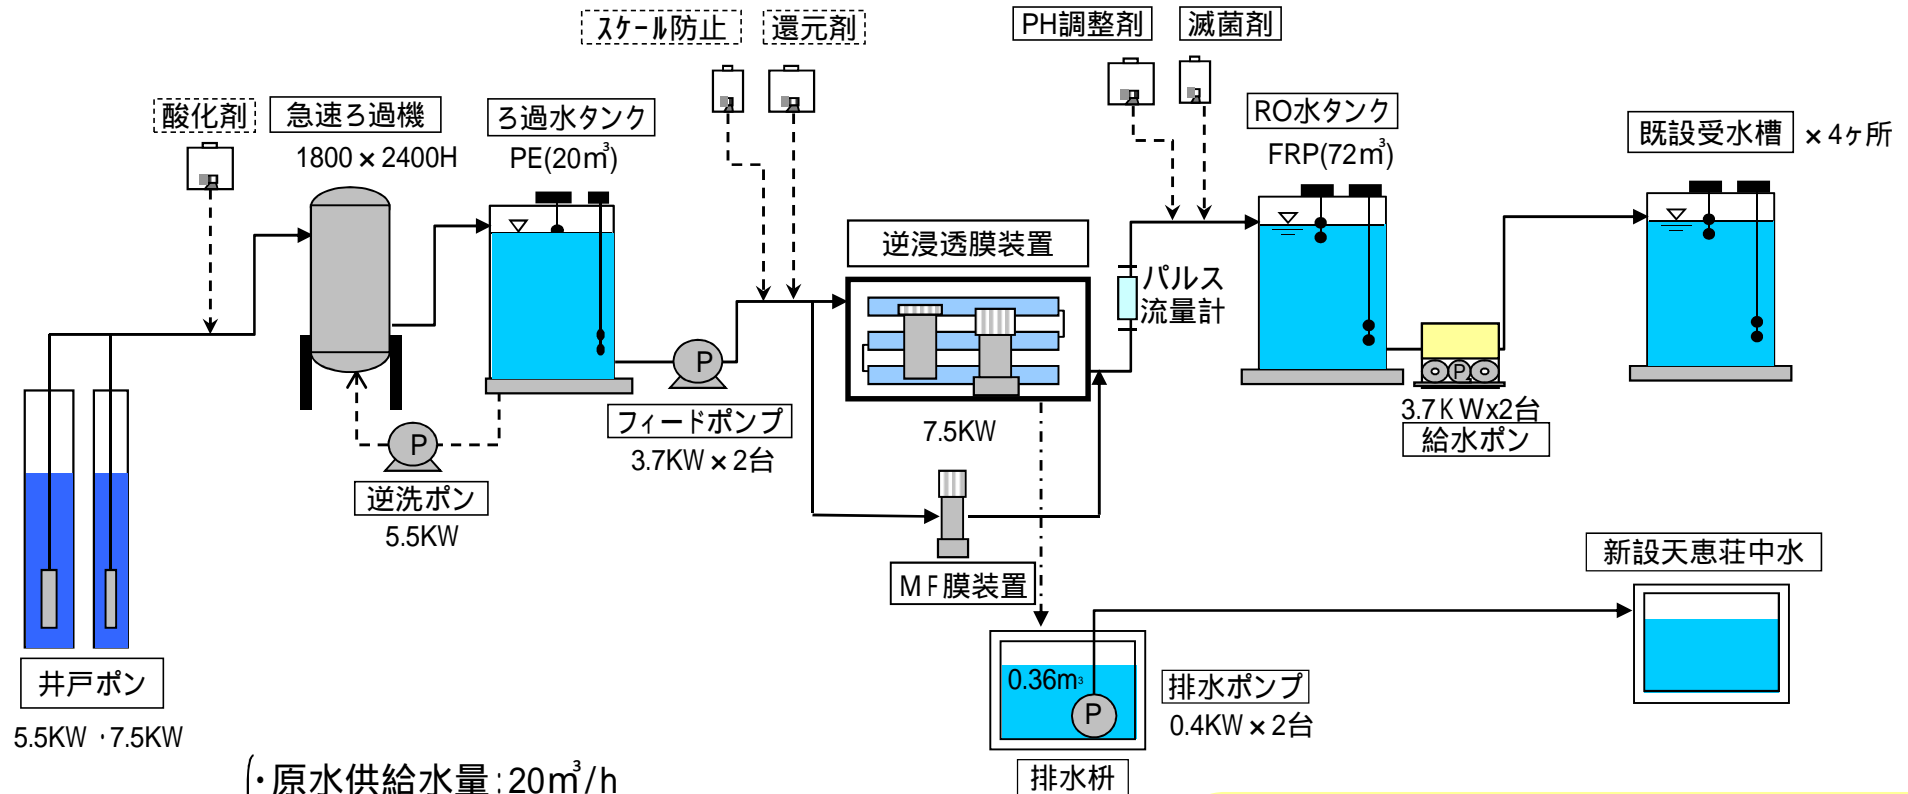 スケール防止
還元剤
PH調整剤
滅菌剤
酸化剤
急速ろ過機
1800×2400H
ろ過水タンク
PE(20㎥)
RO水タンク
FRP(72㎥)
既設受水槽
×4ヶ所
逆浸透膜装置
パルス
流量計
P
フィードポンプ
3.7KW×2台
7.5KW
P
3.7KWx2台
給水ポン
P
逆洗ポン
5.5KW
MF膜装置
新設天恵荘中水
井戸ポン
5.5KW・7.5KW
0.36m³
P
排水ポンプ
0.4KW×2台
排水枡
・原水供給水量:20㎥/h